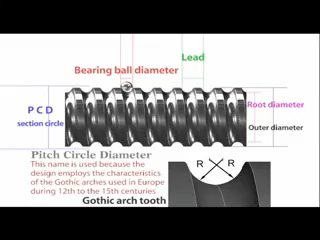 Lead
Bearing ball diameter
P C D
section circle
Root diameter
Outer diameter
Pitch Circle Diameter
This name is used because the
design employs the characteristics
of the Gothic arches used in Europe
during 12th to the 15th centuries
Gothic arch tooth
R R